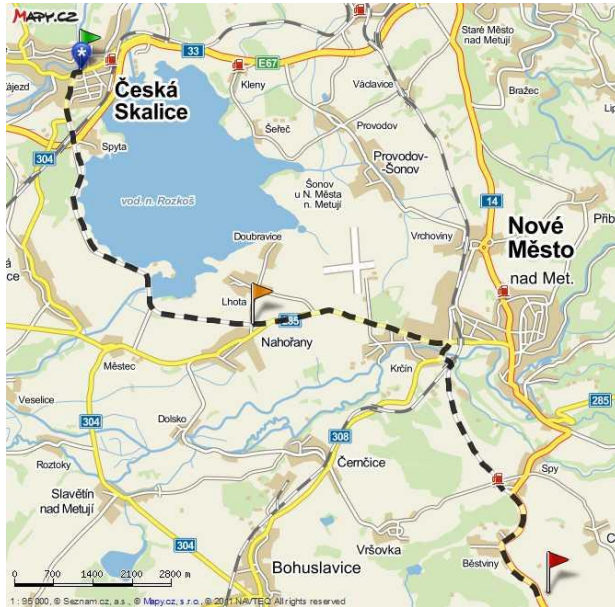 Mapy.cz
33
E67
Kleny
Staré Město
nad Metují
Zájezd
Česká
Skalice
Václavice
Bražec
Šeřeč
Provodov
Spyta
304
Provodov-
-Šonov
vod. n. Rozkoš
Šonov
u N. Města
n. Metují
14
Nové
Město
nad Met.
Vrchoviny
Doubravice
Lhota
285
Nahořany
Městec
Krčín
Veselice
304
Dolsko
285
308
Roztoky
Černčice
Spy
Slavětín
nad Metují
304
Vršovka
Běstviny
Bohuslavice
0 700 1400 2100 2800 m
1 : 95 000, © Seznam.cz, a.s., © Mapy.cz, s.r.o., © 2011 NAVTEQ All rights reserved